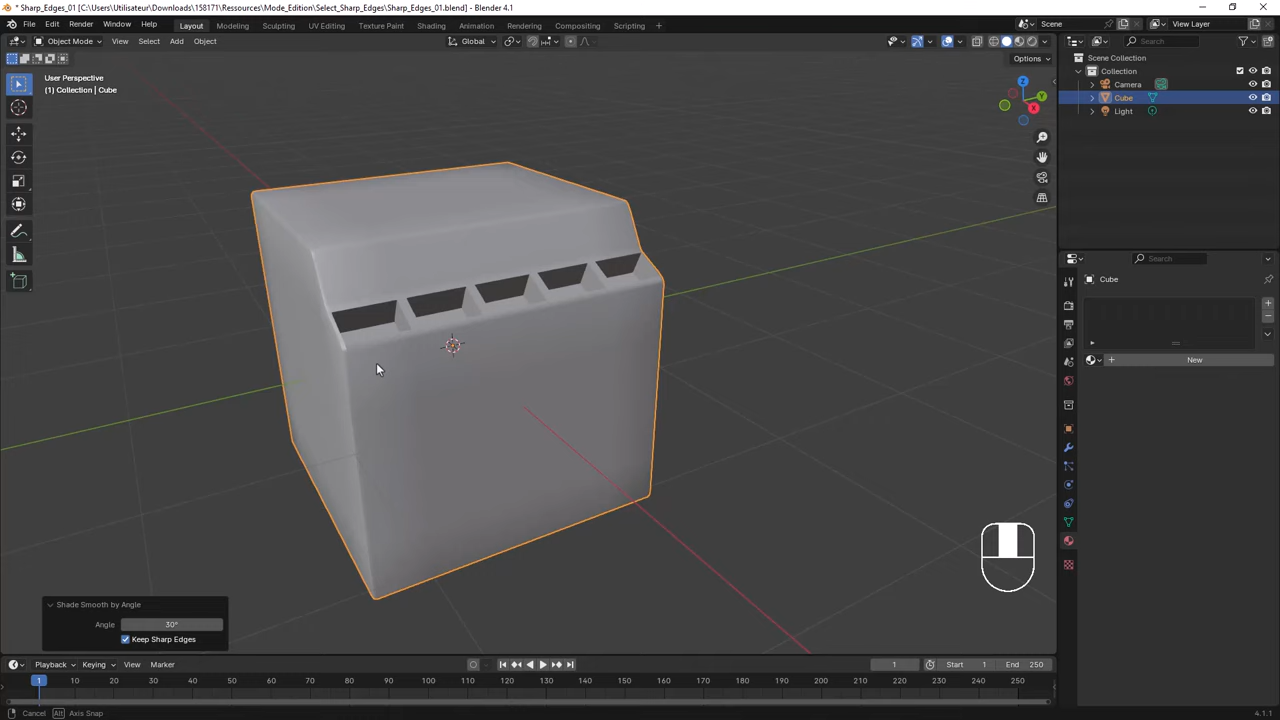 * Sharp_Edges_01 [C:\Users\Utilisateur\Downloads\158171\Ressources\Mode_Edition\Select_Sharp_Edges\Sharp_Edges_01.blend] - Blender 4.1
File Edit Render Window Help Layout Modeling Sculpting UV Editing Texture Paint Shading Animation Rendering Compositing Scripting Scene View Layer
Object Mode View Select Add Object Global Search
Options
User Perspective
(1) Collection | Cube
Scene Collection
Collection
Camera
Cube
Light
X
Y
Z
Search
Cube
New
Shade Smooth by Angle
Angle 30°
Keep Sharp Edges
Playback Keying View Marker 1 Start 1 End 250
1 10 20 30 40 50 60 70 80 90 100 110 120 130 140 150 160 170 180 190 200 210 220 230 240 250
Cancel Alt Axis Snap 4.1.1